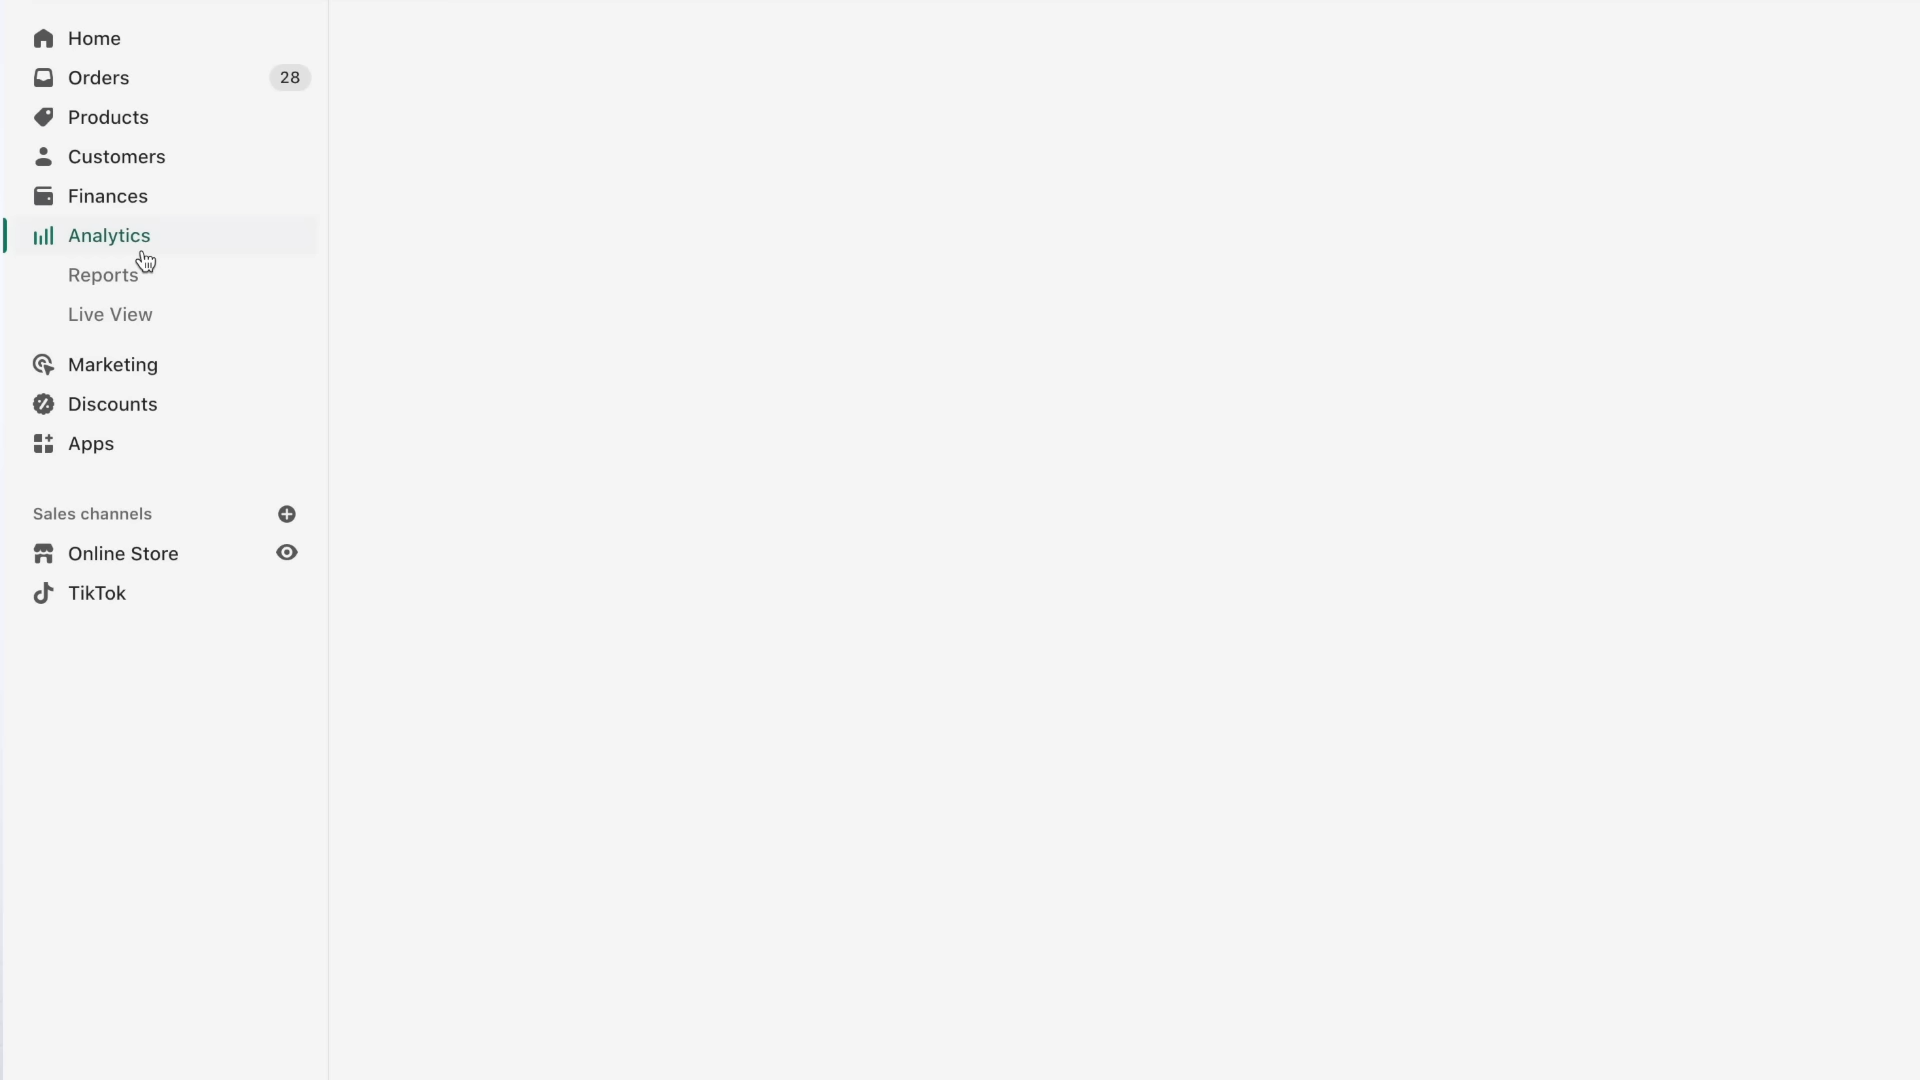 Home
Orders 28
Products
Customers
Finances
Analytics
Reports
Live View
Marketing
Discounts
Apps
Sales channels
Online Store
TikTok